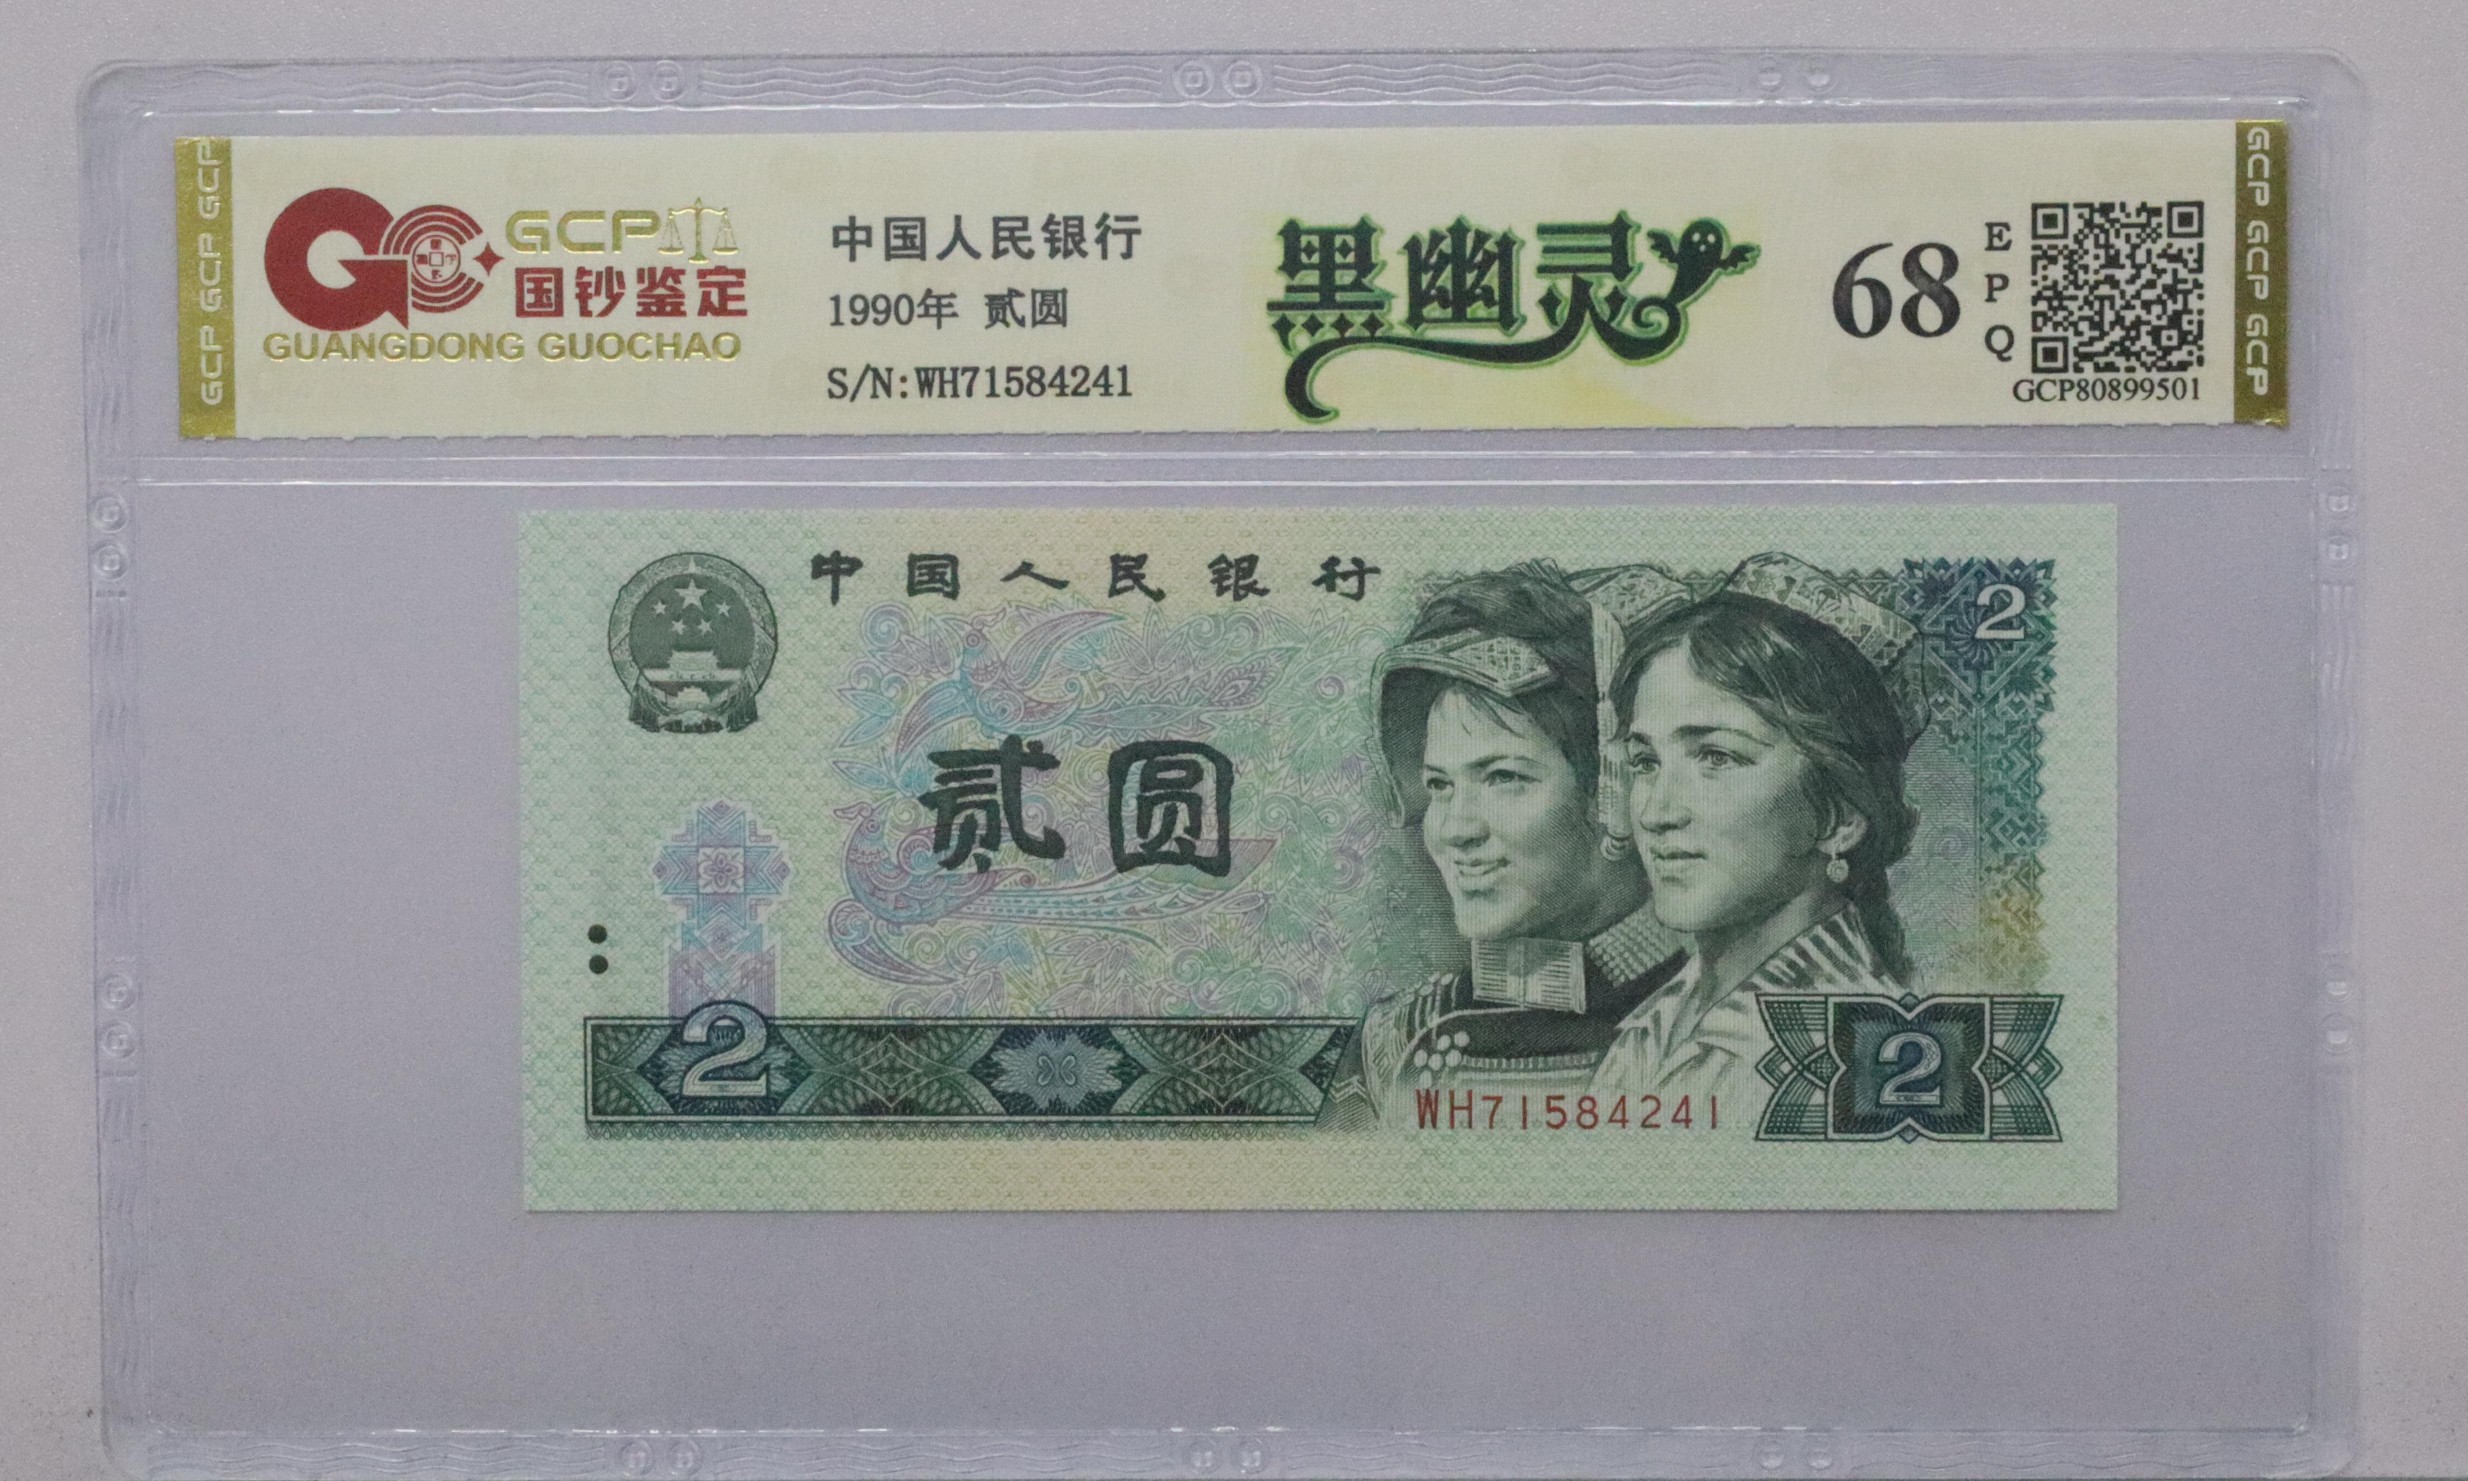 GCP GCP GCP
GCP
国钞鉴定
GUANGDONG GUOCHAO
中国人民银行
1990年 贰圆
S/N:WH71584241
黑幽灵
68
EPQ
GCP80899501
GCP GCP GCP
中国人民银行
2
贰圆
2
WH71584241
2